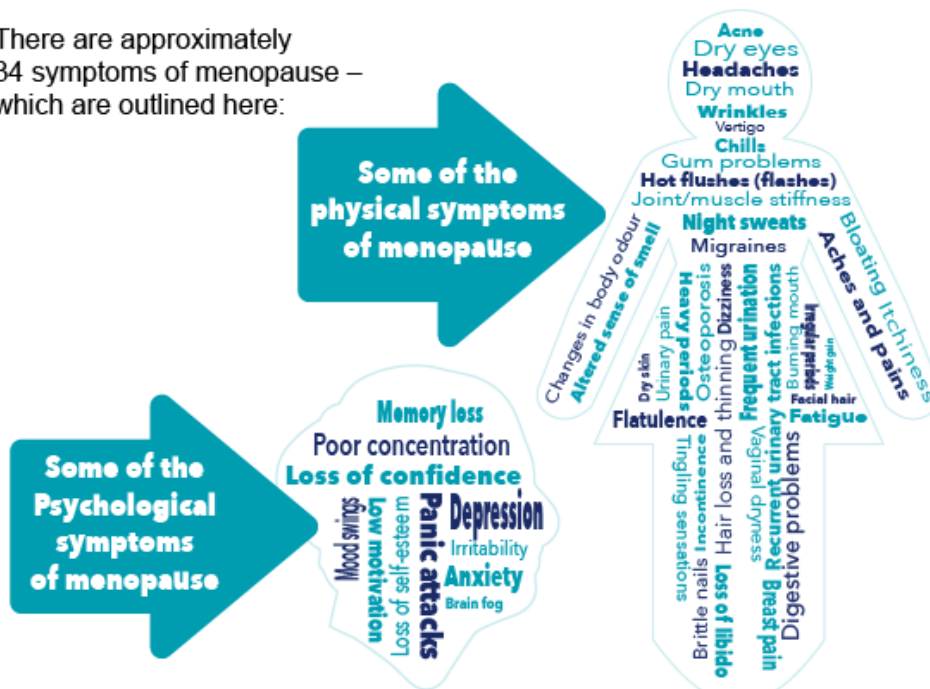 There are approximately
34 symptoms of menopause –
which are outlined here:
Some of the
physical symptoms
of menopause
Acne
Dry eyes
Headaches
Dry mouth
Wrinkles
Vertigo
Chills
Gum problems
Hot flushes (flashes)
Joint/muscle stiffness
Night sweats
Migraines
Changes in body odour
Altered sense of smell
Bloating Itchiness
Aches and pains
Dry skin
Urinary pain
Heavy periods
Osteoporosis
Dizziness
Frequent urination
Recurrent urinary tract infections
Burning mouth
Irregular periods
Weight gain
Facial hair
Fatigue
Flatulence
Tingling sensations
Brittle nails
Incontinence
Hair loss and thinning
Loss of libido
Vaginal dryness
Breast pain
Digestive problems
Some of the
Psychological
symptoms
of menopause
Memory loss
Poor concentration
Loss of confidence
Mood swings
Low motivation
Loss of self-esteem
Panic attacks
Depression
Irritability
Anxiety
Brain fog